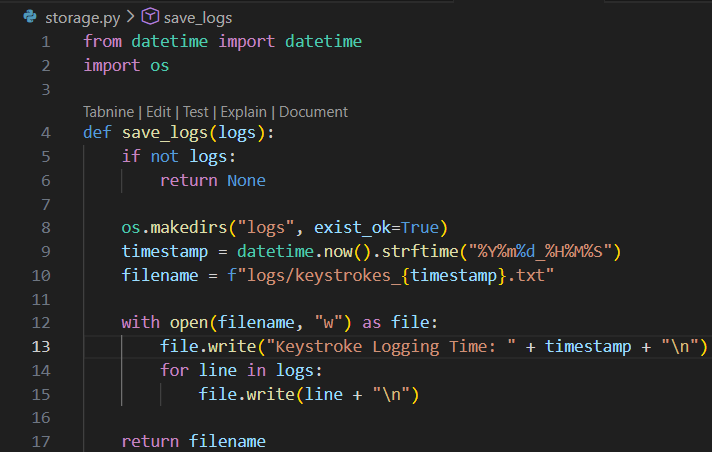 storage.py > save_logs
1 from datetime import datetime
2 import os
3
Tabnine | Edit | Test | Explain | Document
4 def save_logs(logs):
5     if not logs:
6         return None
7
8     os.makedirs("logs", exist_ok=True)
9     timestamp = datetime.now().strftime("%Y%m%d_%H%M%S")
10     filename = f"logs/keystrokes_{timestamp}.txt"
11
12     with open(filename, "w") as file:
13         file.write("Keystroke Logging Time: " + timestamp + "\n")
14         for line in logs:
15             file.write(line + "\n")
16
17     return filename